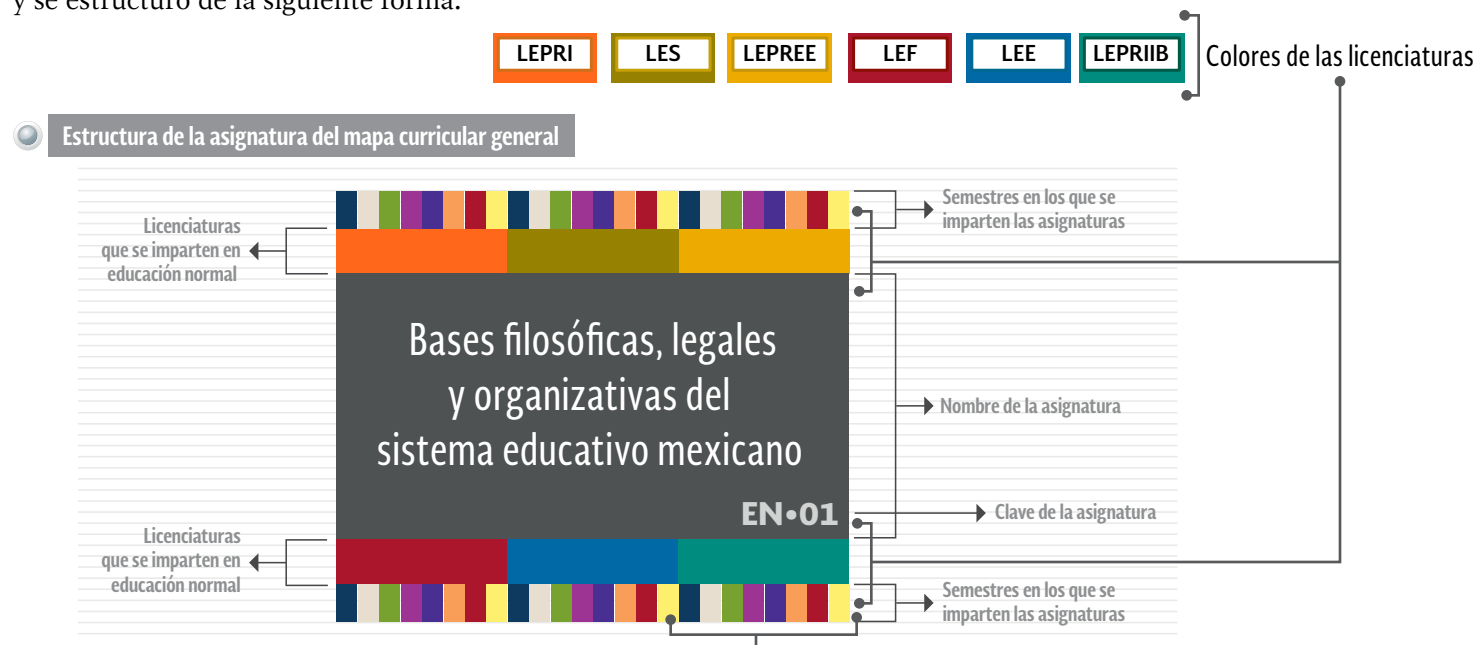 y se estructuro de la siguiente forma:
LEPRI LES LEPREE LEF LEE LEPRIIB Colores de las licenciaturas
Estructura de la asignatura del mapa curricular general
Semestres en los que se
imparten las asignaturas
Licenciaturas
que se imparten en
educación normal
Bases filosóficas, legales
y organizativas del
sistema educativo mexicano
Nombre de la asignatura
EN•01
Clave de la asignatura
Licenciaturas
que se imparten en
educación normal
Semestres en los que se
imparten las asignaturas